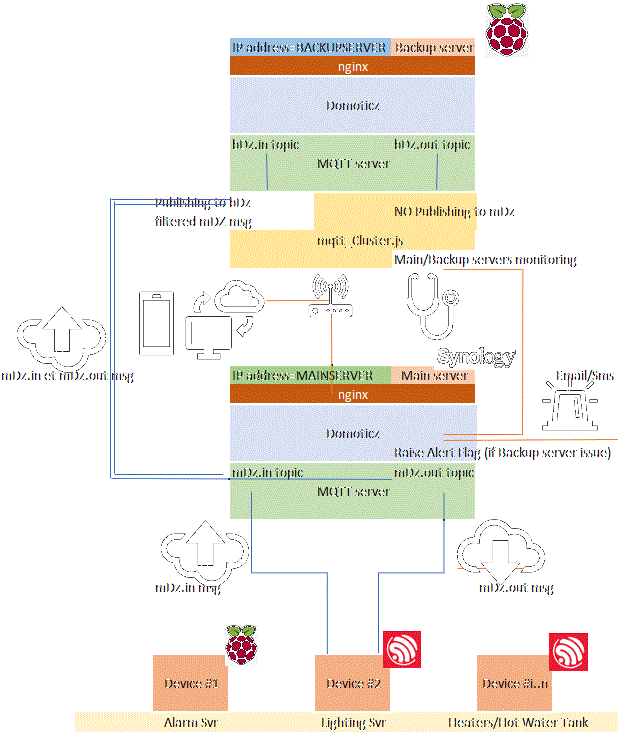 IP address=BACKUPSERVER Backup server
nginx
Domoticz
bDz.in topic bDz.out topic
MQTT server
Publishing to bDz
filtered mDZ msg
NO Publishing to mDz
mqtt_Cluster.js
Main/Backup servers monitoring
Synology
mDz.in et mDz.out msg
IP address=MAINSERVER Main server
Email/Sms
nginx
Domoticz
Raise Alert Flag (if Backup server issue)
mDz.in topic mDz.out topic
MQTT server
mDz.in msg mDz.out msg
Device #1 Device #2 Device #i..n
Alarm Svr Lighting Svr Heaters/Hot Water Tank